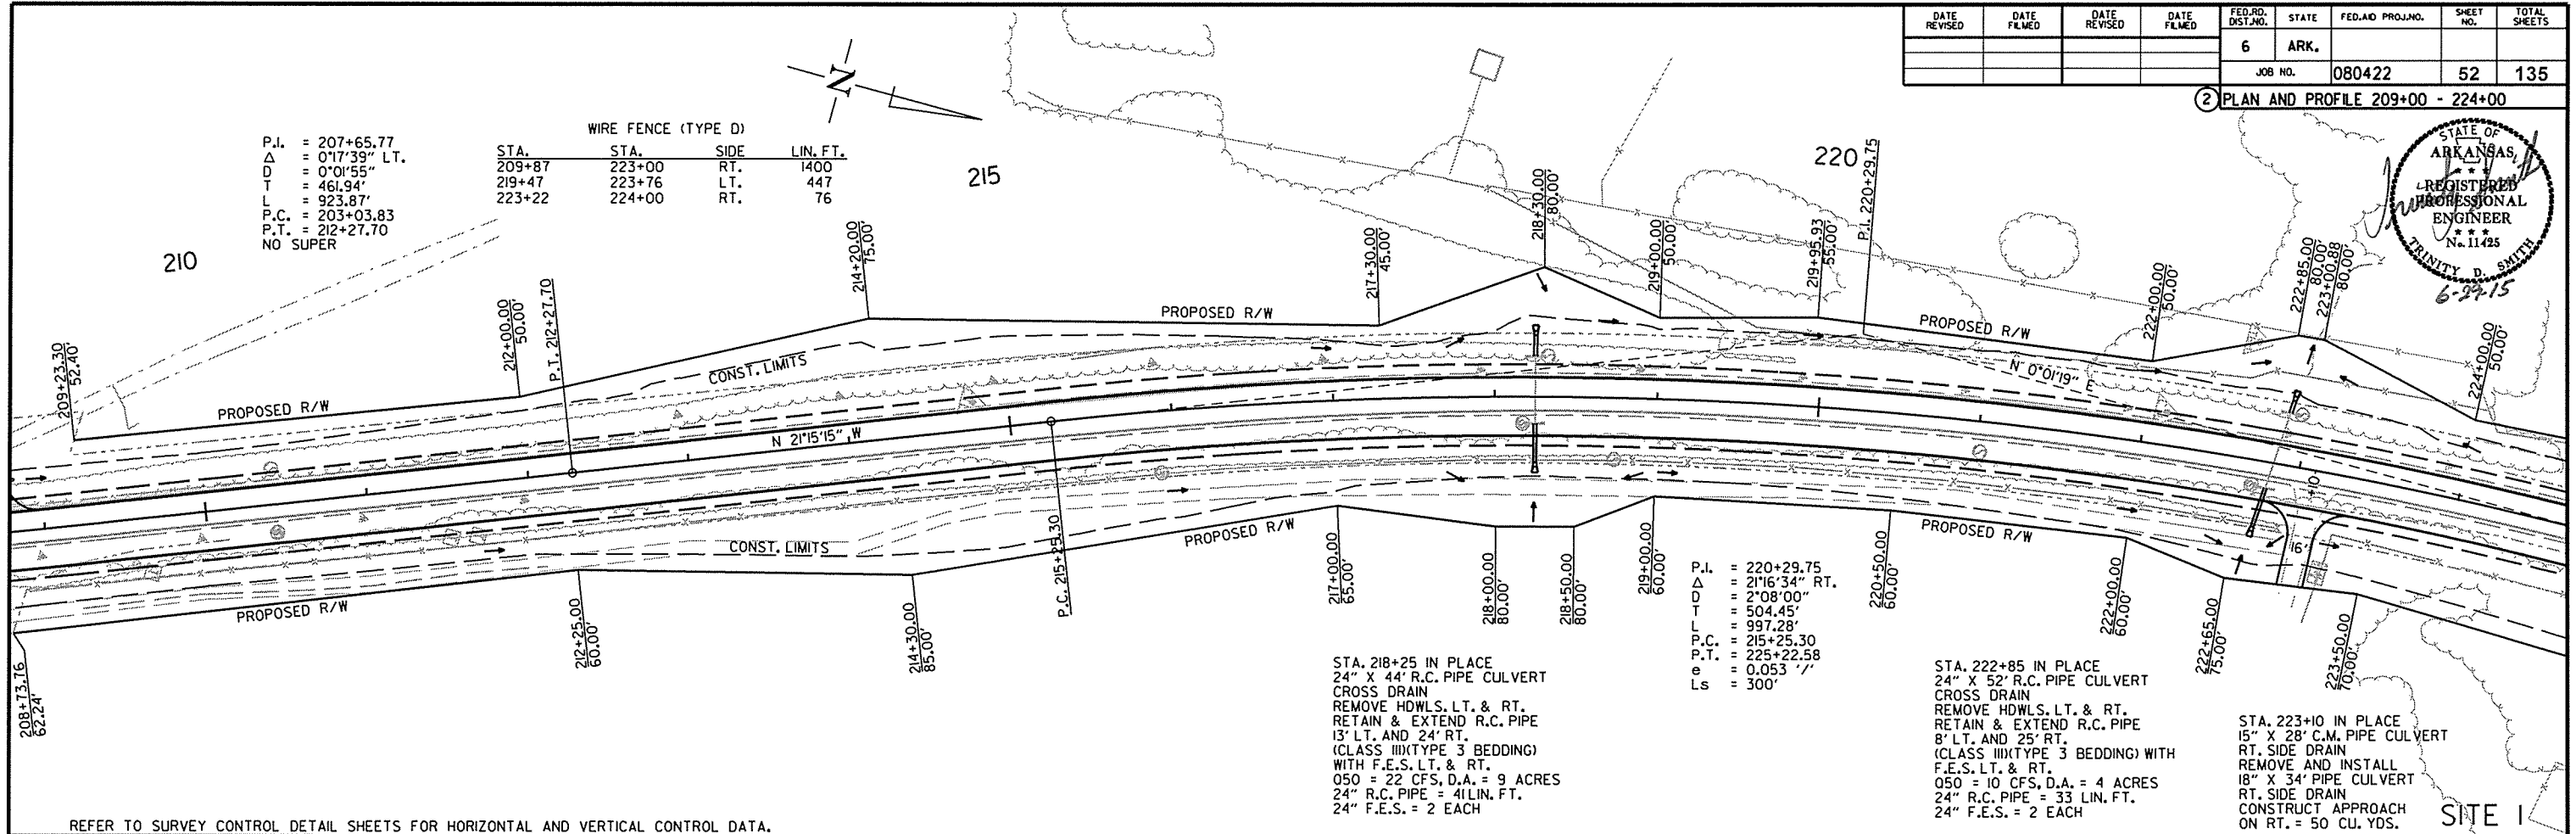 DATE REVISED
DATE FILMED
DATE REVISED
DATE FILMED
FED.RD. DIST.NO.
STATE
FED.AID PROJ.NO.
SHEET NO.
TOTAL SHEETS
6
ARK.
JOB NO.
080422
52
135
2 PLAN AND PROFILE 209+00 - 224+00
STATE OF
ARKANSAS
REGISTERED
PROFESSIONAL
ENGINEER
No. 11425
TRINITY D. SMITH
6-29-15
N
P.I. = 207+65.77
Δ = 0°17'39" LT.
D = 0°01'55"
T = 461.94'
L = 923.87'
P.C. = 203+03.83
P.T. = 212+27.70
NO SUPER
WIRE FENCE (TYPE D)
STA. STA. SIDE LIN. FT.
209+87 223+00 RT. 1400
219+47 223+76 LT. 447
223+22 224+00 RT. 76
210
215
220
209+23.30
52.40'
212+00.00
50.00'
P.T. 212+27.70
214+20.00
75.00'
217+30.00
45.00'
218+30.00
80.00'
219+00.00
50.00'
219+95.93
55.00'
P.I. 220+29.75
222+00.00
50.00'
222+85.00
80.00'
223+00.88
80.00'
224+00.00
50.00'
PROPOSED R/W
PROPOSED R/W
PROPOSED R/W
CONST. LIMITS
N 0°01'19" E
N 21°15'15" W
+10
16'
CONST. LIMITS
PROPOSED R/W
PROPOSED R/W
PROPOSED R/W
208+73.76
62.24'
212+25.00
60.00'
214+30.00
85.00'
P.C. 215+25.30
217+00.00
65.00'
218+00.00
80.00'
218+50.00
80.00'
219+00.00
60.00'
220+50.00
60.00'
222+00.00
60.00'
222+65.00
75.00'
223+50.00
70.00'
P.I. = 220+29.75
Δ = 21°16'34" RT.
D = 2°08'00"
T = 504.45'
L = 997.28'
P.C. = 215+25.30
P.T. = 225+22.58
e = 0.053 '/'
Ls = 300'
STA. 218+25 IN PLACE
24" X 44' R.C. PIPE CULVERT
CROSS DRAIN
REMOVE HDWLS. LT. & RT.
RETAIN & EXTEND R.C. PIPE
13' LT. AND 24' RT.
(CLASS III)(TYPE 3 BEDDING)
WITH F.E.S. LT. & RT.
Q50 = 22 CFS, D.A. = 9 ACRES
24" R.C. PIPE = 41 LIN. FT.
24" F.E.S. = 2 EACH
STA. 222+85 IN PLACE
24" X 52' R.C. PIPE CULVERT
CROSS DRAIN
REMOVE HDWLS. LT. & RT.
RETAIN & EXTEND R.C. PIPE
8' LT. AND 25' RT.
(CLASS III)(TYPE 3 BEDDING) WITH
F.E.S. LT. & RT.
Q50 = 10 CFS, D.A. = 4 ACRES
24" R.C. PIPE = 33 LIN. FT.
24" F.E.S. = 2 EACH
STA. 223+10 IN PLACE
15" X 28' C.M. PIPE CULVERT
RT. SIDE DRAIN
REMOVE AND INSTALL
18" X 34' PIPE CULVERT
RT. SIDE DRAIN
CONSTRUCT APPROACH
ON RT. = 50 CU. YDS.
SITE 1
REFER TO SURVEY CONTROL DETAIL SHEETS FOR HORIZONTAL AND VERTICAL CONTROL DATA.